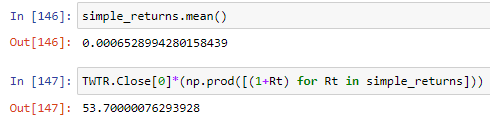 In [146]: simple_returns.mean()
Out[146]: 0.0006528994280158439
In [147]: TWTR.Close[0]*(np.prod([(1+Rt) for Rt in simple_returns]))
Out[147]: 53.70000076293928